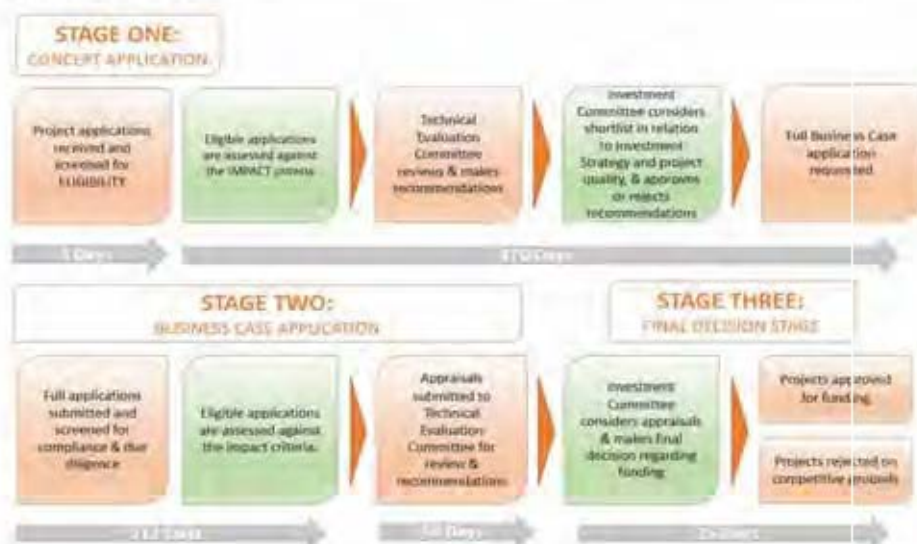 STAGE ONE:
CONCEPT APPLICATION
Project applications
received and
screened for
ELIGIBILITY
Eligible applications
are assessed against
the IMPACT criteria
Technical
Evaluation
Committee
reviews & makes
recommendations
Investment
Committee considers
shortlist in relation
to Investment
Strategy and project
quality, & approves
or rejects
recommendations
Full Business Case
application
requested
Days
Days
STAGE TWO:
BUSINESS CASE APPLICATION
STAGE THREE:
FINAL DECISION STAGE
Full applications
submitted and
screened for
compliance & due
diligence
Eligible applications
are assessed against
the impact criteria.
Appraisals
submitted to
Technical
Evaluation
Committee for
review &
recommendations
Investment
Committee
considers appraisals
& makes final
decision regarding
funding
Projects approved
for funding
Projects rejected on
competitive grounds
Days
Days
Days